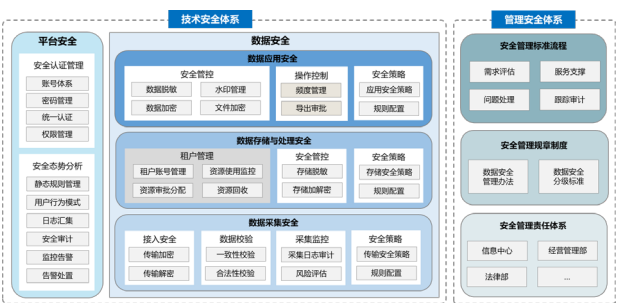 技术安全体系
平台安全
安全认证管理
账号体系
密码管理
统一认证
权限管理
安全态势分析
静态规则管理
用户行为模式
日志汇集
安全审计
监控告警
告警处置
数据安全
数据应用安全
安全管控
数据脱敏
水印管理
数据加密
文件加密
操作控制
频度管理
导出审批
安全策略
应用安全策略
规则配置
数据存储与处理安全
租户管理
租户账号管理
资源使用监控
资源审批分配
资源回收
安全管控
存储脱敏
存储加解密
安全策略
存储安全策略
规则配置
数据采集安全
接入安全
传输加密
传输解密
数据校验
一致性校验
合法性校验
采集监控
采集日志审计
风险评估
安全策略
传输安全策略
规则配置
管理安全体系
安全管理标准流程
需求评估
服务支撑
问题处理
跟踪审计
安全管理规章制度
数据安全
管理办法
数据安全
分级标准
安全管理责任体系
信息中心
经营管理部
法律部
...